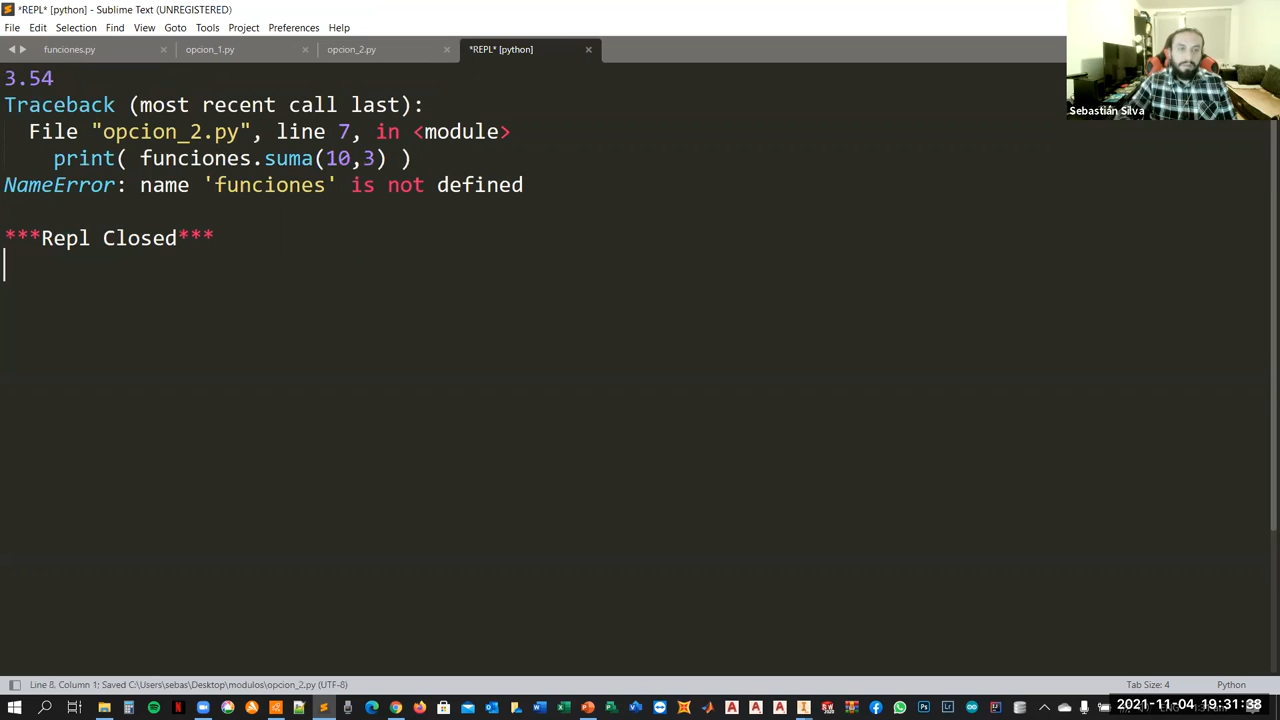 *REPL* [python] - Sublime Text (UNREGISTERED)
File Edit Selection Find View Goto Tools Project Preferences Help
funciones.py opcion_1.py opcion_2.py *REPL* [python]
3.54
Traceback (most recent call last):
File "opcion_2.py", line 7, in <module>
print( funciones.suma(10,3) )
NameError: name 'funciones' is not defined
***Repl Closed***
Sebastián Silva
Line 8, Column 1; Saved C:\Users\sebas\Desktop\modulos\opcion_2.py (UTF-8)
Tab Size: 4
Python
2021-11-04 19:31:38